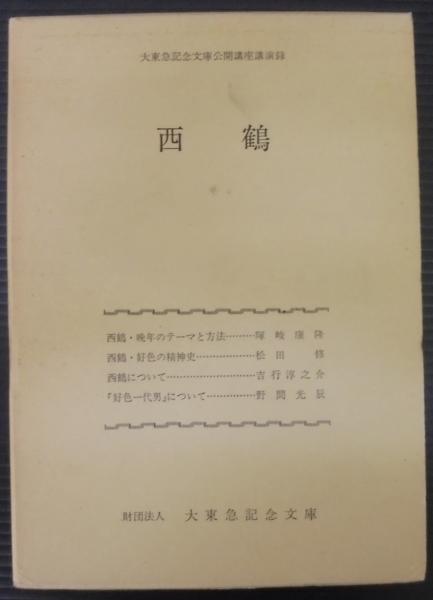 大東急記念文庫公開講座講演録
西鶴
西鶴・晩年のテーマと方法………暉峻康隆
西鶴・好色の精神史………………松田修
西鶴について………………………吉行淳之介
『好色一代男』について……………野間光辰
財団法人 大東急記念文庫